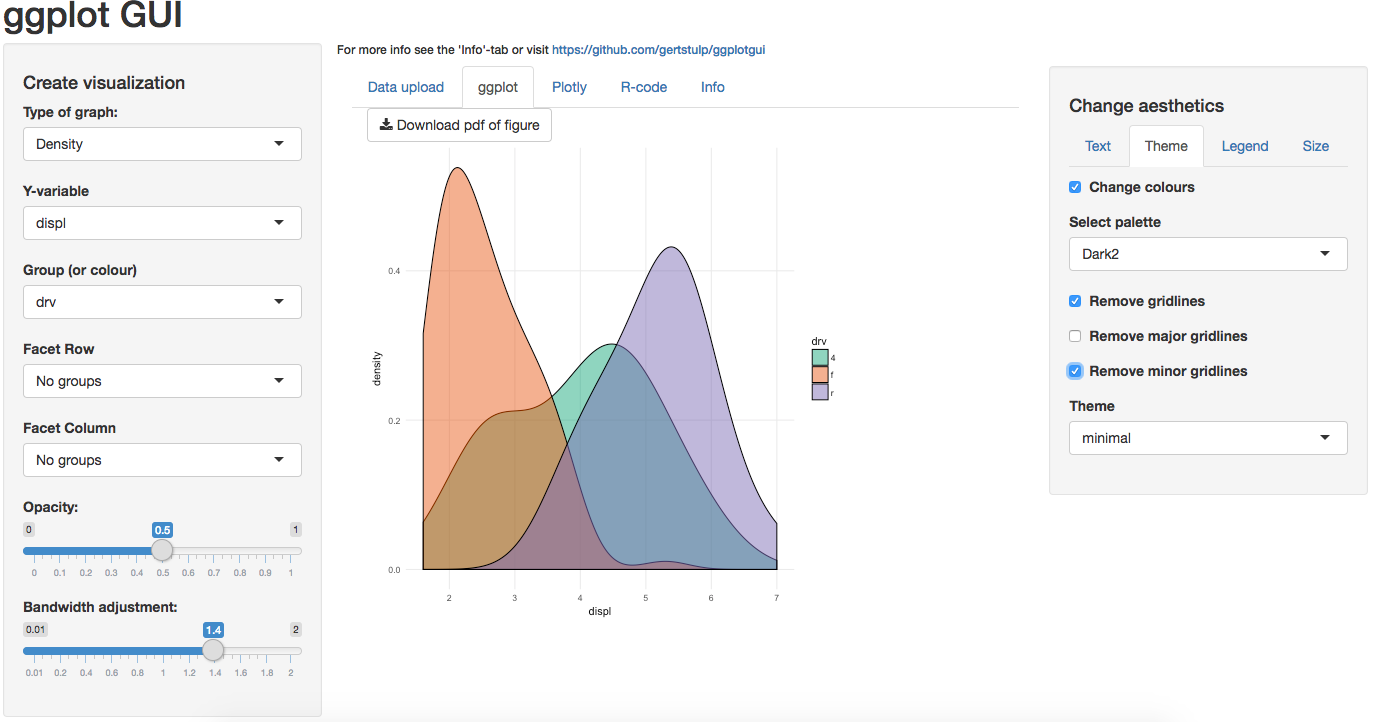 ggplot GUI
Create visualization
Type of graph:
Density
Y-variable
displ
Group (or colour)
drv
Facet Row
No groups
Facet Column
No groups
Opacity:
0 0.5 1
0 0.1 0.2 0.3 0.4 0.5 0.6 0.7 0.8 0.9 1
Bandwidth adjustment:
0.01 1.4 2
0.01 0.2 0.4 0.6 0.8 1 1.2 1.4 1.6 1.8 2
For more info see the 'Info'-tab or visit https://github.com/gertstulp/ggplotgui
Data upload ggplot Plotly R-code Info
Download pdf of figure
density
0.4
0.2
0.0
2 3 4 5 6 7
displ
drv
4
f
r
Change aesthetics
Text Theme Legend Size
Change colours
Select palette
Dark2
Remove gridlines
Remove major gridlines
Remove minor gridlines
Theme
minimal